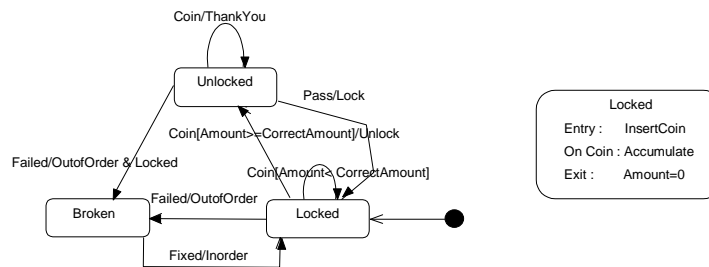 Coin/ThankYou
Unlocked
Pass/Lock
Coin[Amount>=CorrectAmount]/Unlock
Failed/OutofOrder & Locked
Coin[Amount< CorrectAmount]
Failed/OutofOrder
Broken
Locked
Fixed/Inorder
Locked
Entry : InsertCoin
On Coin : Accumulate
Exit : Amount=0